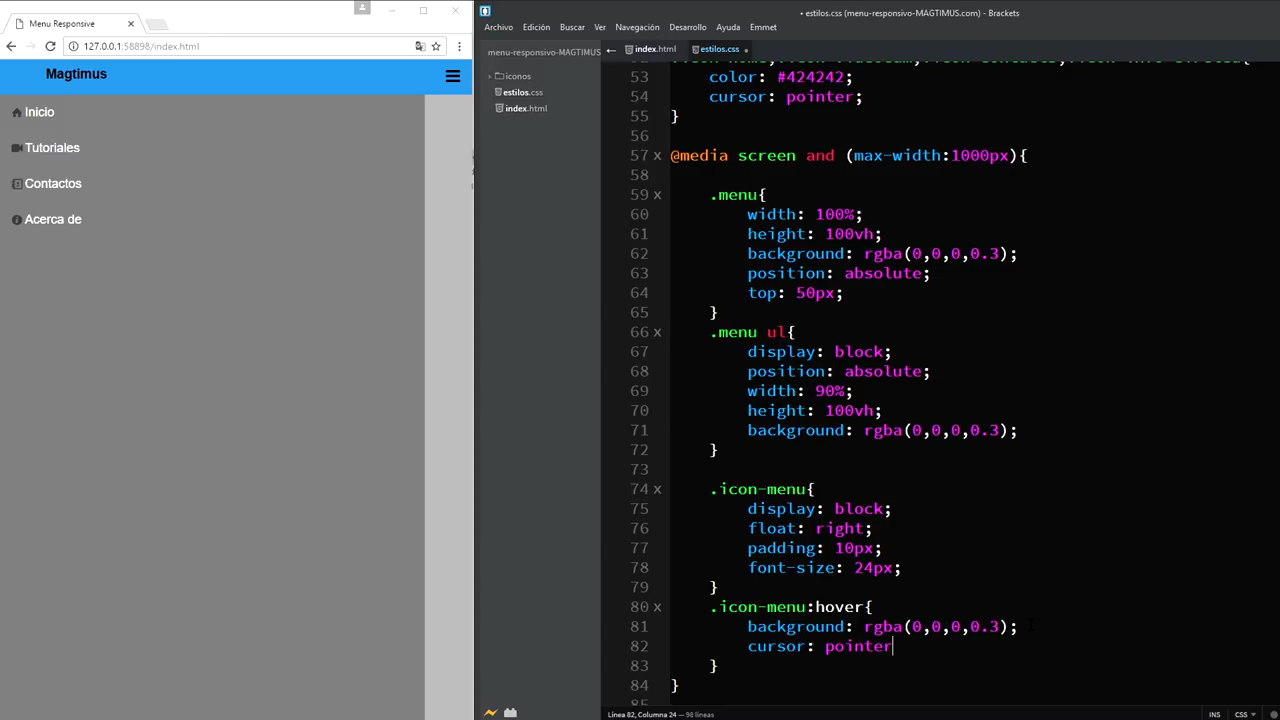 Menu Responsive
127.0.0.1:58898/index.html
Magtimus
Inicio
Tutoriales
Contactos
Acerca de
• estilos.css (menu-responsivo-MAGTIMUS.com) - Brackets
Archivo Edición Buscar Ver Navegación Desarrollo Ayuda Emmet
menu-responsivo-MAGTIMUS
iconos
estilos.css
index.html
index.html estilos.css
53 color: #424242;
54 cursor: pointer;
55 }
56
57 @media screen and (max-width:1000px){
58
59 .menu{
60 width: 100%;
61 height: 100vh;
62 background: rgba(0,0,0,0.3);
63 position: absolute;
64 top: 50px;
65 }
66 .menu ul{
67 display: block;
68 position: absolute;
69 width: 90%;
70 height: 100vh;
71 background: rgba(0,0,0,0.3);
72 }
73
74 .icon-menu{
75 display: block;
76 float: right;
77 padding: 10px;
78 font-size: 24px;
79 }
80 .icon-menu:hover{
81 background: rgba(0,0,0,0.3);
82 cursor: pointer
83 }
84 }
85
Línea 82, Columna 24 — 98 líneas
INS CSS